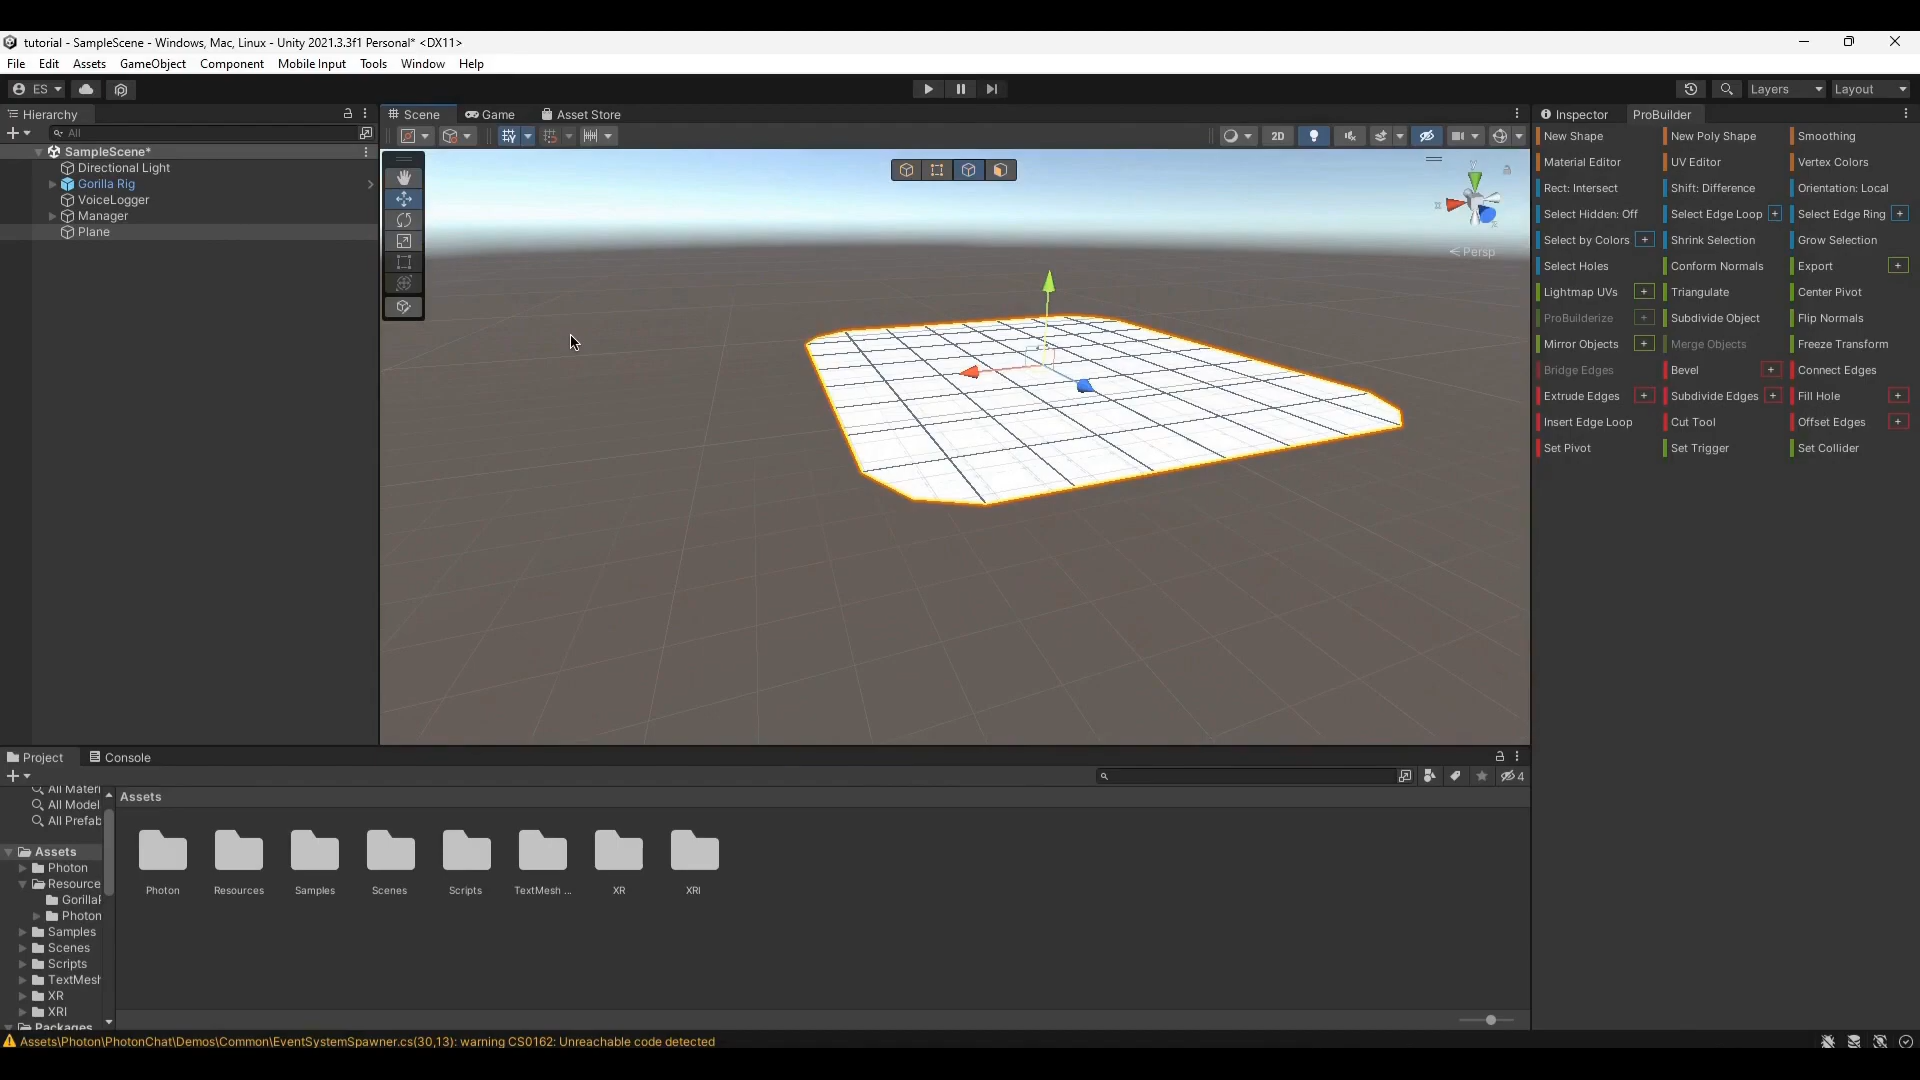 tutorial - SampleScene - Windows, Mac, Linux - Unity 2021.3.3f1 Personal* <DX11>
File Edit Assets GameObject Component Mobile Input Tools Window Help
ES Layers Layout
Hierarchy
All
SampleScene*
Directional Light
Gorilla Rig
VoiceLogger
Manager
Plane
Scene Game Asset Store
2D
Persp
Inspector ProBuilder
New Shape New Poly Shape Smoothing
Material Editor UV Editor Vertex Colors
Rect: Intersect Shift: Difference Orientation: Local
Select Hidden: Off Select Edge Loop + Select Edge Ring +
Select by Colors + Shrink Selection Grow Selection
Select Holes Conform Normals Export +
Lightmap UVs + Triangulate Center Pivot
ProBuilderize + Subdivide Object Flip Normals
Mirror Objects + Merge Objects Freeze Transform
Bridge Edges Bevel + Connect Edges
Extrude Edges + Subdivide Edges + Fill Hole +
Insert Edge Loop Cut Tool Offset Edges +
Set Pivot Set Trigger Set Collider
Project Console
4
All Materi
All Model
All Prefab
Assets
Photon
Resource
Gorilla
Photon
Samples
Scenes
Scripts
TextMesh
XR
XRI
Packages
Assets
Photon Resources Samples Scenes Scripts TextMesh ... XR XRI
Assets\Photon\PhotonChat\Demos\Common\EventSystemSpawner.cs(30,13): warning CS0162: Unreachable code detected